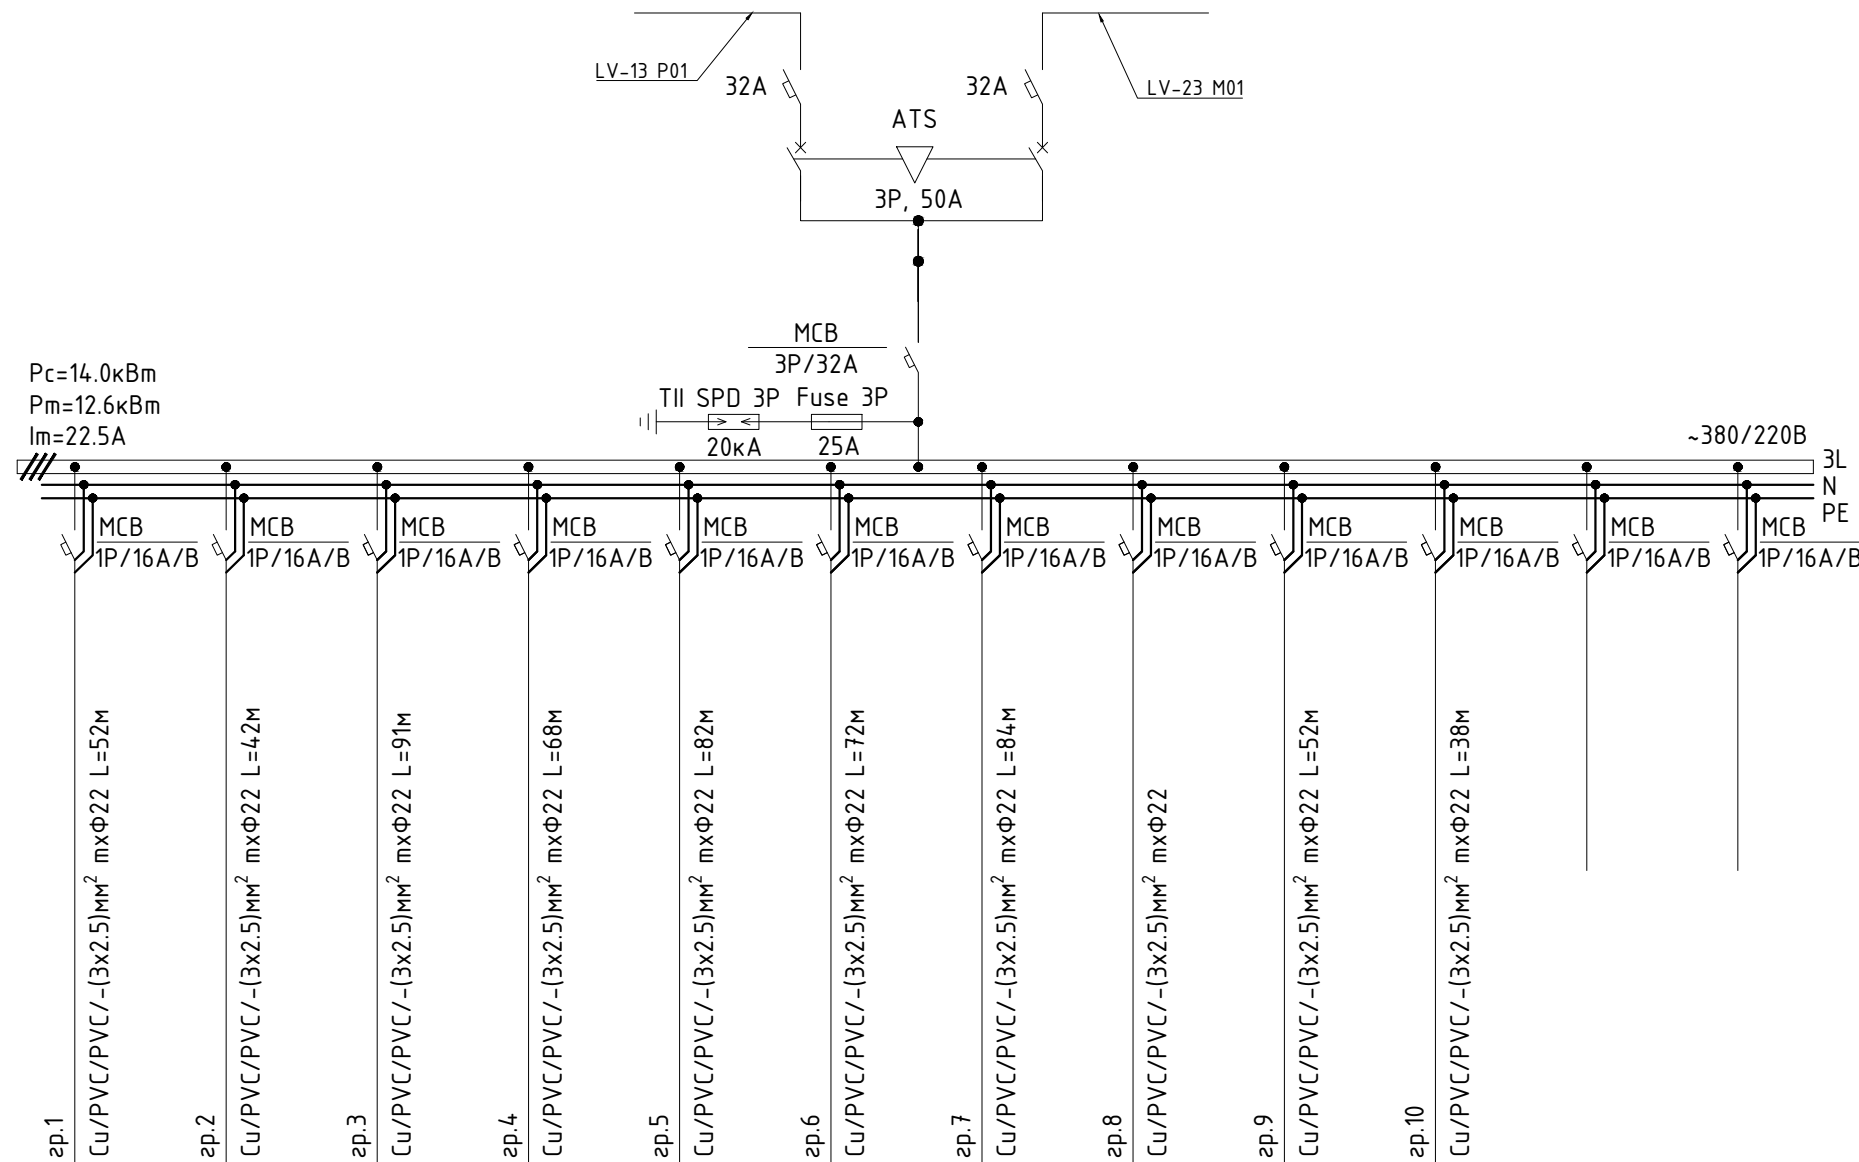 LV-13 P01
32A
32A
LV-23 M01
ATS
3P, 50A
MCB
3P/32A
Pc=14.0кВт
Pm=12.6кВт
Im=22.5A
TII SPD 3P
Fuse 3P
20кА
25A
~380/220В
3L
N
PE
MCB
1P/16A/B
MCB
1P/16A/B
MCB
1P/16A/B
MCB
1P/16A/B
MCB
1P/16A/B
MCB
1P/16A/B
MCB
1P/16A/B
MCB
1P/16A/B
MCB
1P/16A/B
MCB
1P/16A/B
MCB
1P/16A/B
MCB
1P/16A/B
гр.1
Cu/PVC/PVC/-(3x2.5)мм² тхФ22 L=52м
гр.2
Cu/PVC/PVC/-(3x2.5)мм² тхФ22 L=42м
гр.3
Cu/PVC/PVC/-(3x2.5)мм² тхФ22 L=91м
гр.4
Cu/PVC/PVC/-(3x2.5)мм² тхФ22 L=68м
гр.5
Cu/PVC/PVC/-(3x2.5)мм² тхФ22 L=82м
гр.6
Cu/PVC/PVC/-(3x2.5)мм² тхФ22 L=72м
гр.7
Cu/PVC/PVC/-(3x2.5)мм² тхФ22 L=84м
гр.8
Cu/PVC/PVC/-(3x2.5)мм² тхФ22
гр.9
Cu/PVC/PVC/-(3x2.5)мм² тхФ22 L=52м
гр.10
Cu/PVC/PVC/-(3x2.5)мм² тхФ22 L=38м